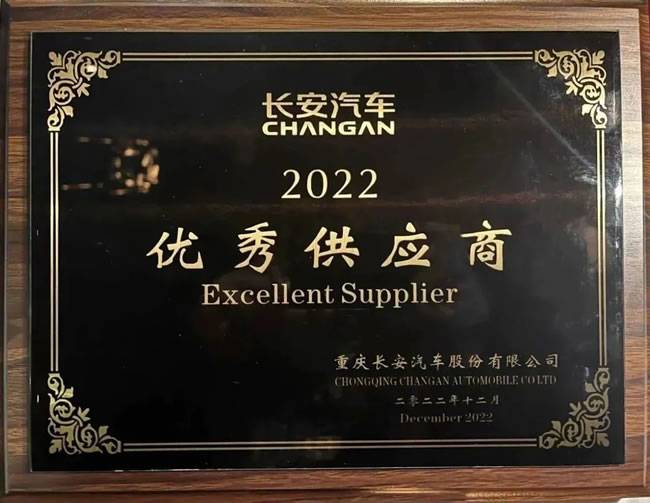 长安汽车
CHANGAN
2022
优秀供应商
Excellent Supplier
重庆长安汽车股份有限公司
CHONGQING CHANGAN AUTOMOBILE CO LTD
二零二二年十二月
December 2022